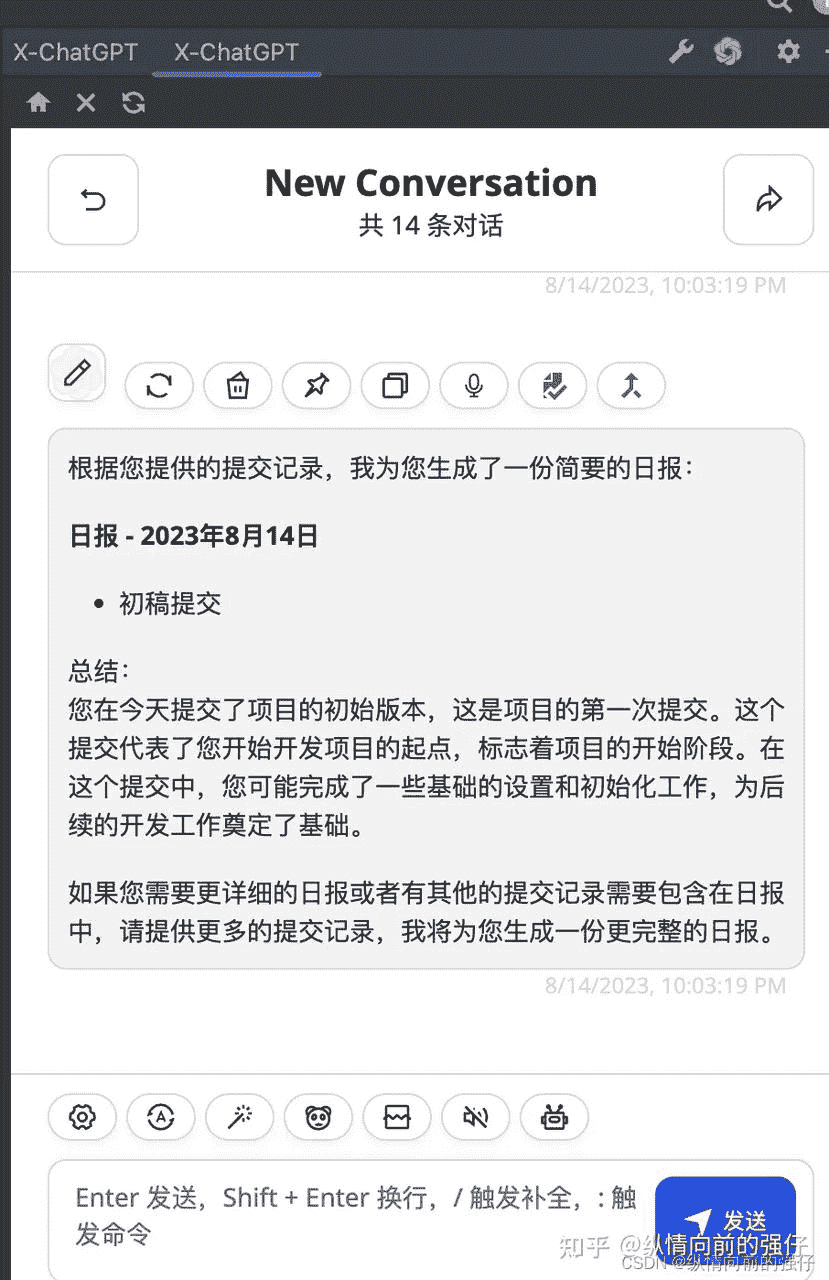 X-ChatGPT X-ChatGPT
New Conversation
共 14 条对话
8/14/2023, 10:03:19 PM
根据您提供的提交记录，我为您生成了一份简要的日报：
日报 - 2023年8月14日
• 初稿提交
总结：
您在今天提交了项目的初始版本，这是项目的第一次提交。这个
提交代表了您开始开发项目的起点，标志着项目的开始阶段。在
这个提交中，您可能完成了一些基础的设置和初始化工作，为后
续的开发工作奠定了基础。
如果您需要更详细的日报或者有其他的提交记录需要包含在日报
中，请提供更多的提交记录，我将为您生成一份更完整的日报。
8/14/2023, 10:03:19 PM
Enter 发送，Shift + Enter 换行，/ 触发补全，: 触
发命令
发送
知乎 @纵情向前的强仔
CSDN @纵情向前的强仔